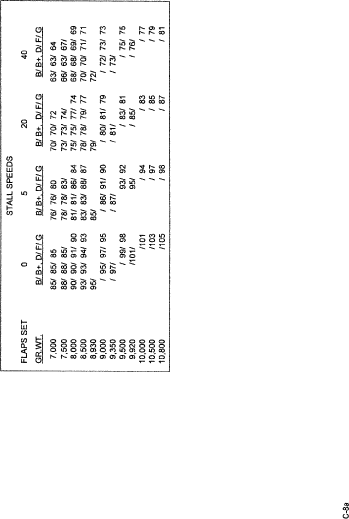 STALL SPEEDS
FLAPS SET 0 5 20 40
GR.WT. B/ B+, D/ F/ G B/ B+, D/ F/ G B/ B+, D/ F/ G B/ B+, D/ F/ G
7,000 85/ 85/ 85 76/ 76/ 80 70/ 70/ 72 63/ 63/ 64
7,500 88/ 88/ 85/ 78/ 78/ 83/ 73/ 73/ 74/ 66/ 63/ 67/
8,000 90/ 90/ 91/ 90 81/ 81/ 86/ 84 75/ 75/ 77/ 74 68/ 68/ 69/ 69
8,500 93/ 93/ 94/ 93 83/ 83/ 88/ 87 78/ 78/ 79/ 77 70/ 70/ 71/ 71
8,930 95/ 85/ 79/ 72/
9,000 / 95/ 97/ 95 / 86/ 91/ 90 / 80/ 81/ 79 / 72/ 73/ 73
9,350 / 97/ / 87/ / 81/ / 73/
9,500 / 99/ 98 93/ 92 / 83/ 81 / 75/ 75
9,920 /101/ 95/ / 85/ / 76/
10,000 /101 / 94 / 83 / 77
10,500 /103 / 97 / 85 / 79
10,800 /105 / 98 / 87 / 81
C-8a